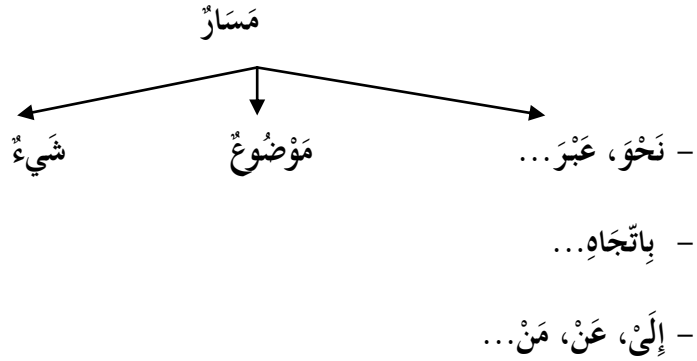 مَسَارٌ
– نَحْوَ، عَبْرَ... مَوْضُوعٌ شَيءٌ
– بِاتّجَاهِ...
– إِلَىْ، عَنْ، مَنْ...